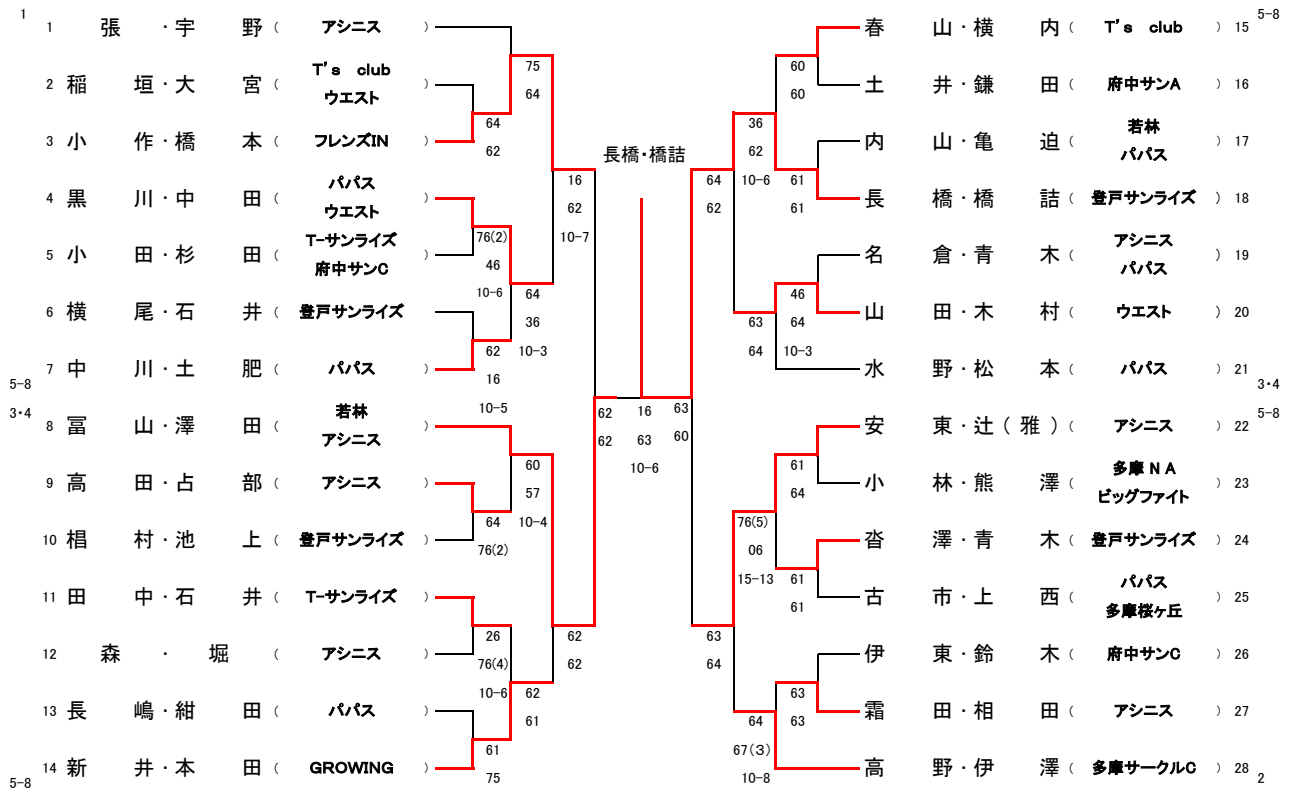 1
1 張・宇野（アシニス）
2 稲垣・大宮（T's club ウエスト）
3 小作・橋本（フレンズIN）
4 黒川・中田（パパス ウエスト）
5 小田・杉田（T-サンライズ 府中サンC）
6 横尾・石井（登戸サンライズ）
7 中川・土肥（パパス）
5-8
3・4
8 冨山・澤田（若林 アシニス）
9 高田・占部（アシニス）
10 椙村・池上（登戸サンライズ）
11 田中・石井（T-サンライズ）
12 森・堀（アシニス）
13 長嶋・紺田（パパス）
14 新井・本田（GROWING）
5-8
64
62
76(2)
46
10-6
62
16
10-5
64
76(2)
26
76(4)
10-6
61
75
75
64
64
36
10-3
60
57
10-4
62
61
16
62
10-7
62
62
62
62
長橋・橋詰
16
63
10-6
63
60
64
62
63
64
36
62
10-6
63
64
76(5)
06
15-13
64
67(3)
10-8
60
60
61
61
46
64
10-3
61
64
61
61
63
63
春山・横内（T's club）15
5-8
土井・鎌田（府中サンA）16
内山・亀迫（若林 パパス）17
長橋・橋詰（登戸サンライズ）18
名倉・青木（アシニス パパス）19
山田・木村（ウエスト）20
水野・松本（パパス）21
3・4
5-8
安東・辻(雅)（アシニス）22
小林・熊澤（多摩NA ビッグファイト）23
沓澤・青木（登戸サンライズ）24
古市・上西（パパス 多摩桜ヶ丘）25
伊東・鈴木（府中サンC）26
霜田・相田（アシニス）27
高野・伊澤（多摩サークルC）28
2